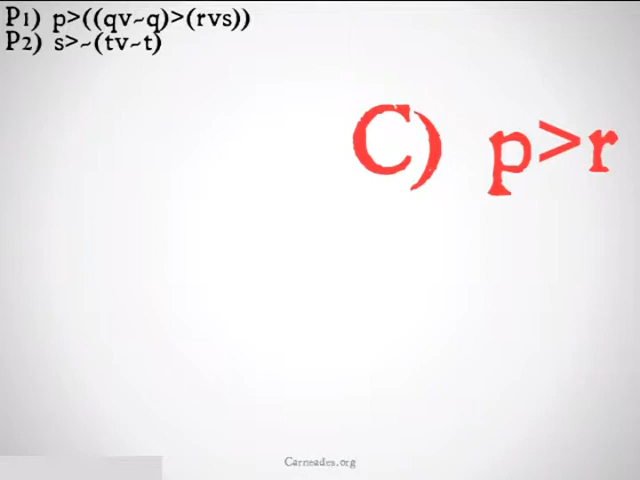 P1) p>((qv~q)>(rvs))
P2) s>~(tv~t)
C) p>r
Carneades.org